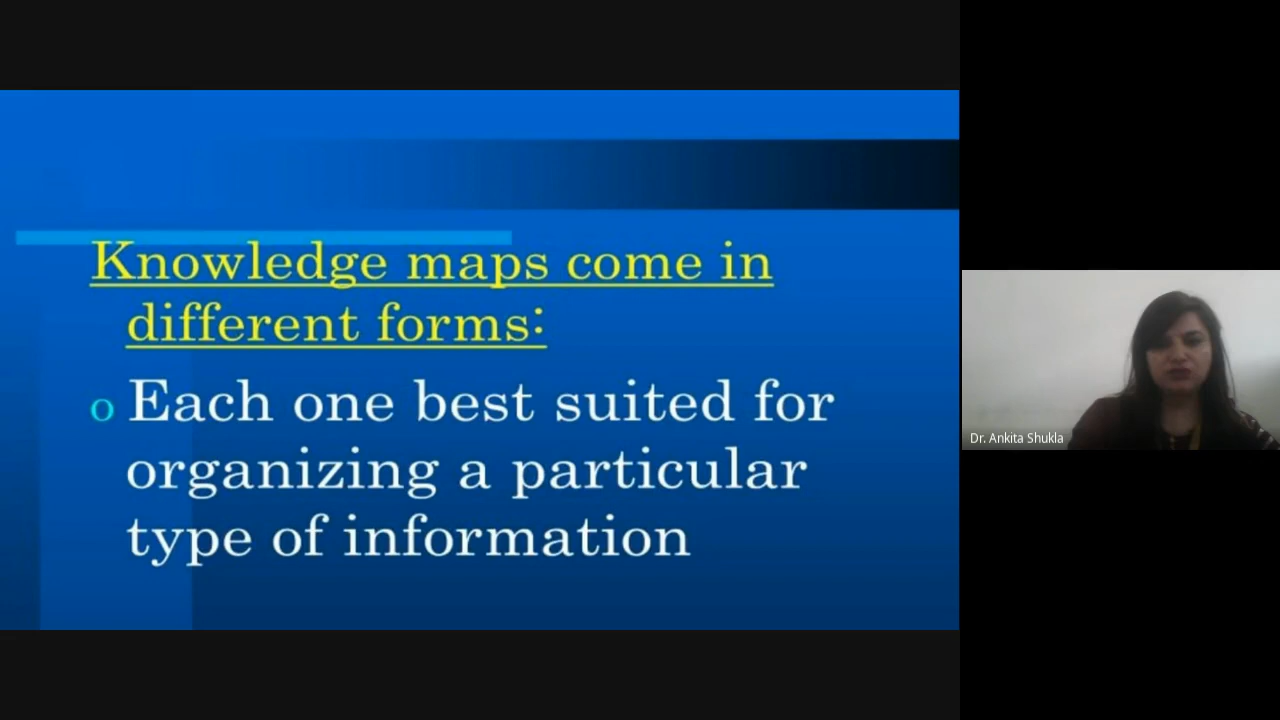 Knowledge maps come in
different forms:
o Each one best suited for
organizing a particular
type of information
Dr. Ankita Shukla